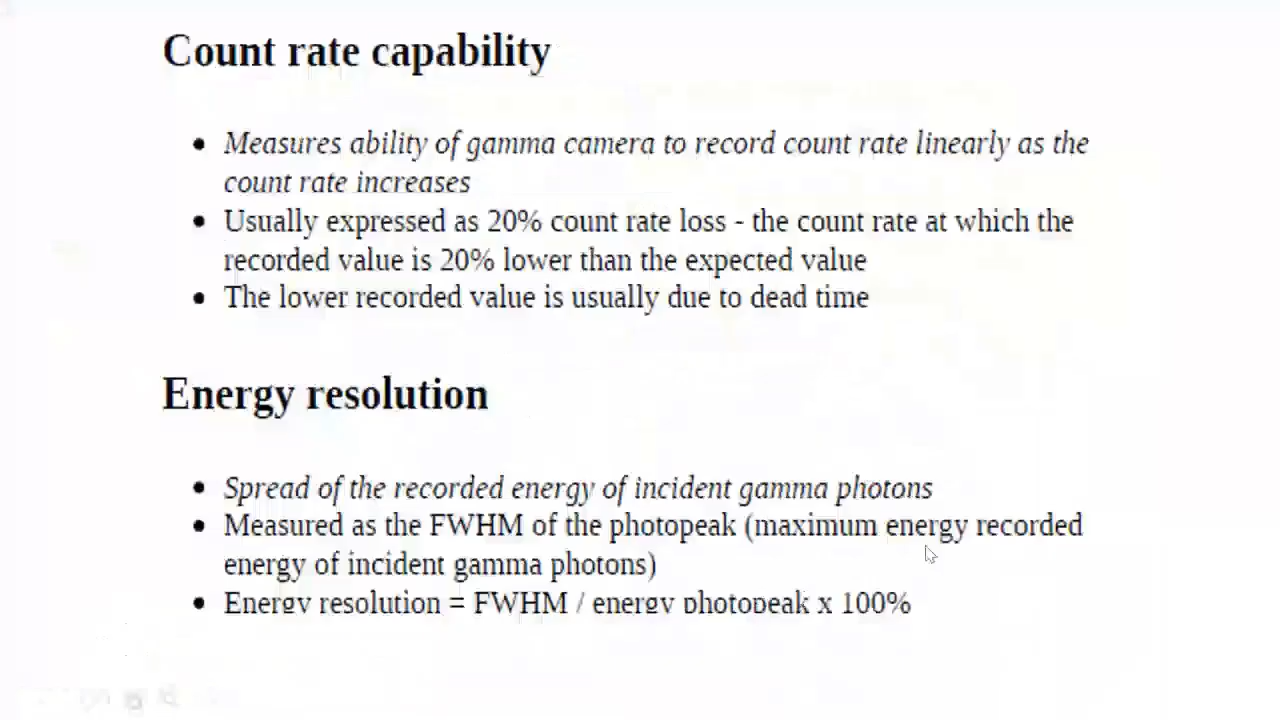 Count rate capability
• Measures ability of gamma camera to record count rate linearly as the
count rate increases
• Usually expressed as 20% count rate loss - the count rate at which the
recorded value is 20% lower than the expected value
• The lower recorded value is usually due to dead time
Energy resolution
• Spread of the recorded energy of incident gamma photons
• Measured as the FWHM of the photopeak (maximum energy recorded
energy of incident gamma photons)
• Energy resolution = FWHM / energy photopeak x 100%